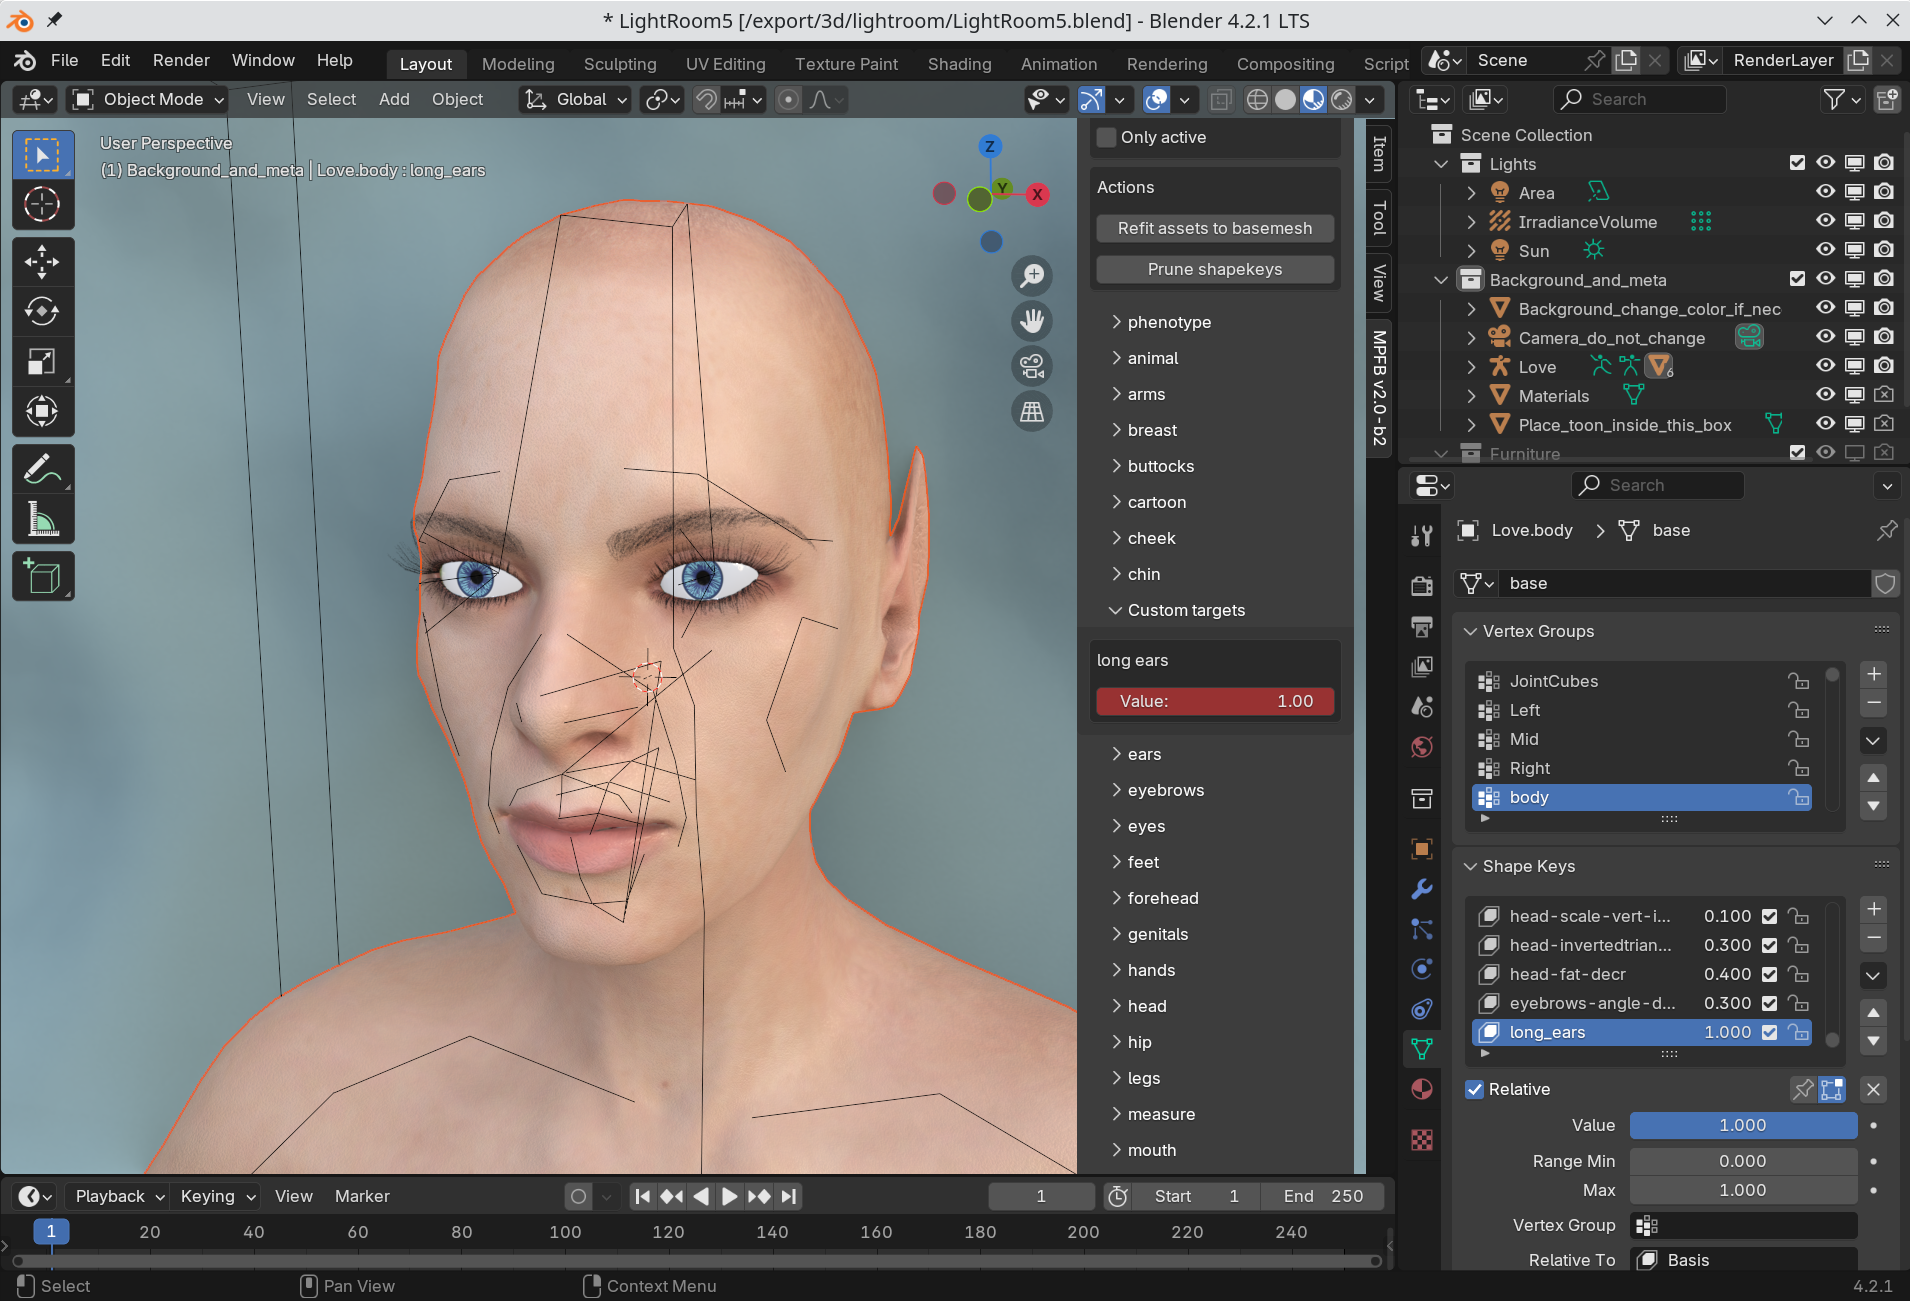 * LightRoom5 [/export/3d/lightroom/LightRoom5.blend] - Blender 4.2.1 LTS
File Edit Render Window Help Layout Modeling Sculpting UV Editing Texture Paint Shading Animation Rendering Compositing Script Scene RenderLayer
Object Mode View Select Add Object Global Search
User Perspective
(1) Background_and_meta | Love.body : long_ears
Z
Y
X
Only active
Actions
Refit assets to basemesh
Prune shapekeys
phenotype
animal
arms
breast
buttocks
cartoon
cheek
chin
Custom targets
long ears
Value: 1.00
ears
eyebrows
eyes
feet
forehead
genitals
hands
head
hip
legs
measure
mouth
Item
Tool
View
MPFB v2.0-b2
Scene Collection
Lights
Area
IrradianceVolume
Sun
Background_and_meta
Background_change_color_if_nec
Camera_do_not_change
Love 6
Materials
Place_toon_inside_this_box
Furniture
Search
Love.body base
base
Vertex Groups
JointCubes
Left
Mid
Right
body
Shape Keys
head-scale-vert-i... 0.100
head-invertedtrian... 0.300
head-fat-decr 0.400
eyebrows-angle-d... 0.300
long_ears 1.000
Relative
Value 1.000
Range Min 0.000
Max 1.000
Vertex Group
Relative To Basis
Playback Keying View Marker 1 Start 1 End 250
1 20 40 60 80 100 120 140 160 180 200 220 240
Select Pan View Context Menu 4.2.1